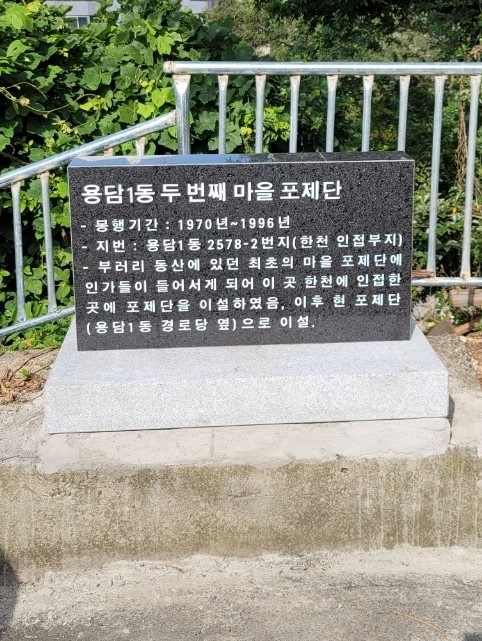 용담1동 두 번째 마을 포제단
- 봉행기간 : 1970년~1996년
- 지번 : 용담1동 2578-2번지(한천 인접부지)
- 부러리 동산에 있던 최초의 마을 포제단에
인가들이 들어서게 되어 이 곳 한천에 인접한
곳에 포제단을 이설하였음, 이후 현 포제단
(용담1동 경로당 옆)으로 이설.